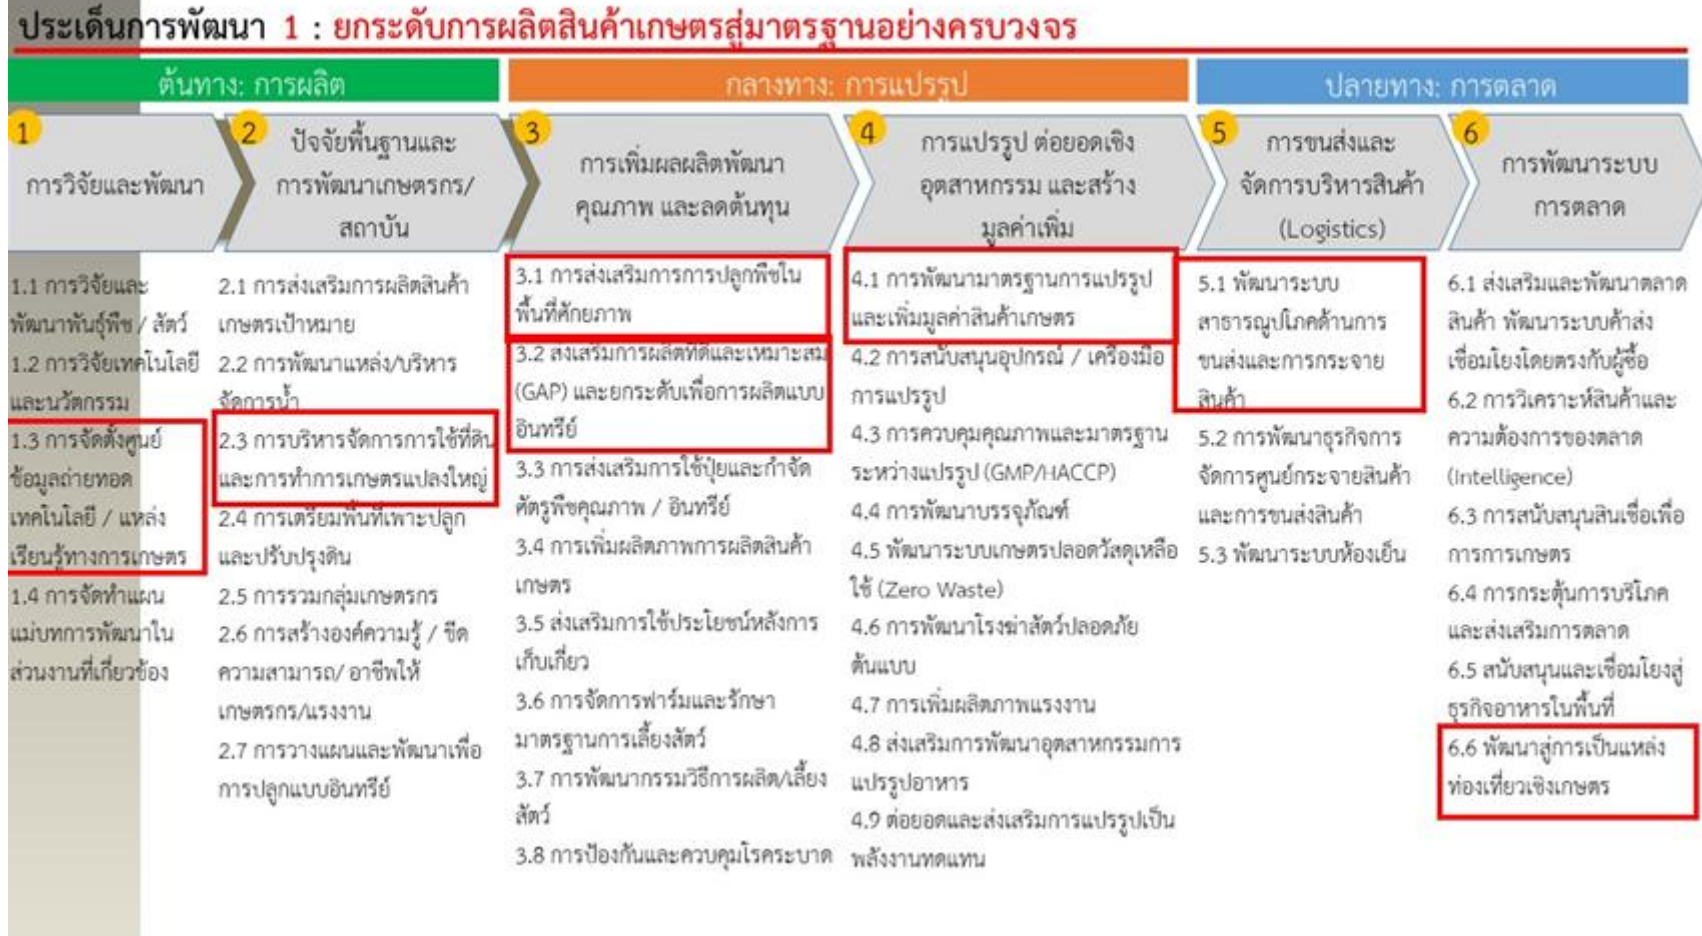 ประเด็นการพัฒนา 1 : ยกระดับการผลิตสินค้าเกษตรสู่มาตรฐานอย่างครบวงจร
ต้นทาง: การผลิต
กลางทาง: การแปรรูป
ปลายทาง: การตลาด
1
การวิจัยและพัฒนา
2
ปัจจัยพื้นฐานและ
การพัฒนาเกษตรกร/
สถาบัน
3
การเพิ่มผลผลิตพัฒนา
คุณภาพ และลดต้นทุน
4
การแปรรูป ต่อยอดเชิง
อุตสาหกรรม และสร้าง
มูลค่าเพิ่ม
5
การขนส่งและ
จัดการบริหารสินค้า
(Logistics)
6
การพัฒนาระบบ
การตลาด
1.1 การวิจัยและ
พัฒนาพันธุ์พืช / สัตว์
1.2 การวิจัยเทคโนโลยี
และนวัตกรรม
1.3 การจัดตั้งศูนย์
ข้อมูลถ่ายทอด
เทคโนโลยี / แหล่ง
เรียนรู้ทางการเกษตร
1.4 การจัดทำแผน
แม่บทการพัฒนาใน
ส่วนงานที่เกี่ยวข้อง
2.1 การส่งเสริมการผลิตสินค้า
เกษตรเป้าหมาย
2.2 การพัฒนาแหล่ง/บริหาร
จัดการน้ำ
2.3 การบริหารจัดการการใช้ที่ดิน
และการทำการเกษตรแปลงใหญ่
2.4 การเตรียมพื้นที่เพาะปลูก
และปรับปรุงดิน
2.5 การรวมกลุ่มเกษตรกร
2.6 การสร้างองค์ความรู้ / ขีด
ความสามารถ/ อาชีพให้
เกษตรกร/แรงงาน
2.7 การวางแผนและพัฒนาเพื่อ
การปลูกแบบอินทรีย์
3.1 การส่งเสริมการการปลูกพืชใน
พื้นที่ศักยภาพ
3.2 ส่งเสริมการผลิตที่ดีและเหมาะสม
(GAP) และยกระดับเพื่อการผลิตแบบ
อินทรีย์
3.3 การส่งเสริมการใช้ปุ๋ยและกำจัด
ศัตรูพืชคุณภาพ / อินทรีย์
3.4 การเพิ่มผลิตภาพการผลิตสินค้า
เกษตร
3.5 ส่งเสริมการใช้ประโยชน์หลังการ
เก็บเกี่ยว
3.6 การจัดการฟาร์มและรักษา
มาตรฐานการเลี้ยงสัตว์
3.7 การพัฒนากรรมวิธีการผลิต/เลี้ยง
สัตว์
3.8 การป้องกันและควบคุมโรคระบาด
4.1 การพัฒนามาตรฐานการแปรรูป
และเพิ่มมูลค่าสินค้าเกษตร
4.2 การสนับสนุนอุปกรณ์ / เครื่องมือ
การแปรรูป
4.3 การควบคุมคุณภาพและมาตรฐาน
ระหว่างแปรรูป (GMP/HACCP)
4.4 การพัฒนาบรรจุภัณฑ์
4.5 พัฒนาระบบเกษตรปลอดวัสดุเหลือ
ใช้ (Zero Waste)
4.6 การพัฒนาโรงฆ่าสัตว์ปลอดภัย
ต้นแบบ
4.7 การเพิ่มผลิตภาพแรงงาน
4.8 ส่งเสริมการพัฒนาอุตสาหกรรมการ
แปรรูปอาหาร
4.9 ต่อยอดและส่งเสริมการแปรรูปเป็น
พลังงานทดแทน
5.1 พัฒนาระบบ
สาธารณูปโภคด้านการ
ขนส่งและการกระจาย
สินค้า
5.2 การพัฒนาธุรกิจการ
จัดการศูนย์กระจายสินค้า
และการขนส่งสินค้า
5.3 พัฒนาระบบห้องเย็น
6.1 ส่งเสริมและพัฒนาตลาด
สินค้า พัฒนาระบบค้าส่ง
เชื่อมโยงโดยตรงกับผู้ซื้อ
6.2 การวิเคราะห์สินค้าและ
ความต้องการของตลาด
(Intelligence)
6.3 การสนับสนุนสินเชื่อเพื่อ
การการเกษตร
6.4 การกระตุ้นการบริโภค
และส่งเสริมการตลาด
6.5 สนับสนุนและเชื่อมโยงสู่
ธุรกิจอาหารในพื้นที่
6.6 พัฒนาสู่การเป็นแหล่ง
ท่องเที่ยวเชิงเกษตร